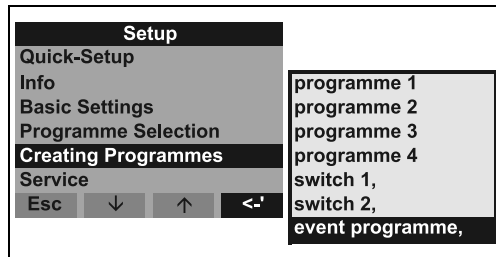 Setup
Quick-Setup
Info
Basic Settings
Programme Selection
Creating Programmes
Service
Esc ↓ ↑ <-'
programme 1
programme 2
programme 3
programme 4
switch 1,
switch 2,
event programme,